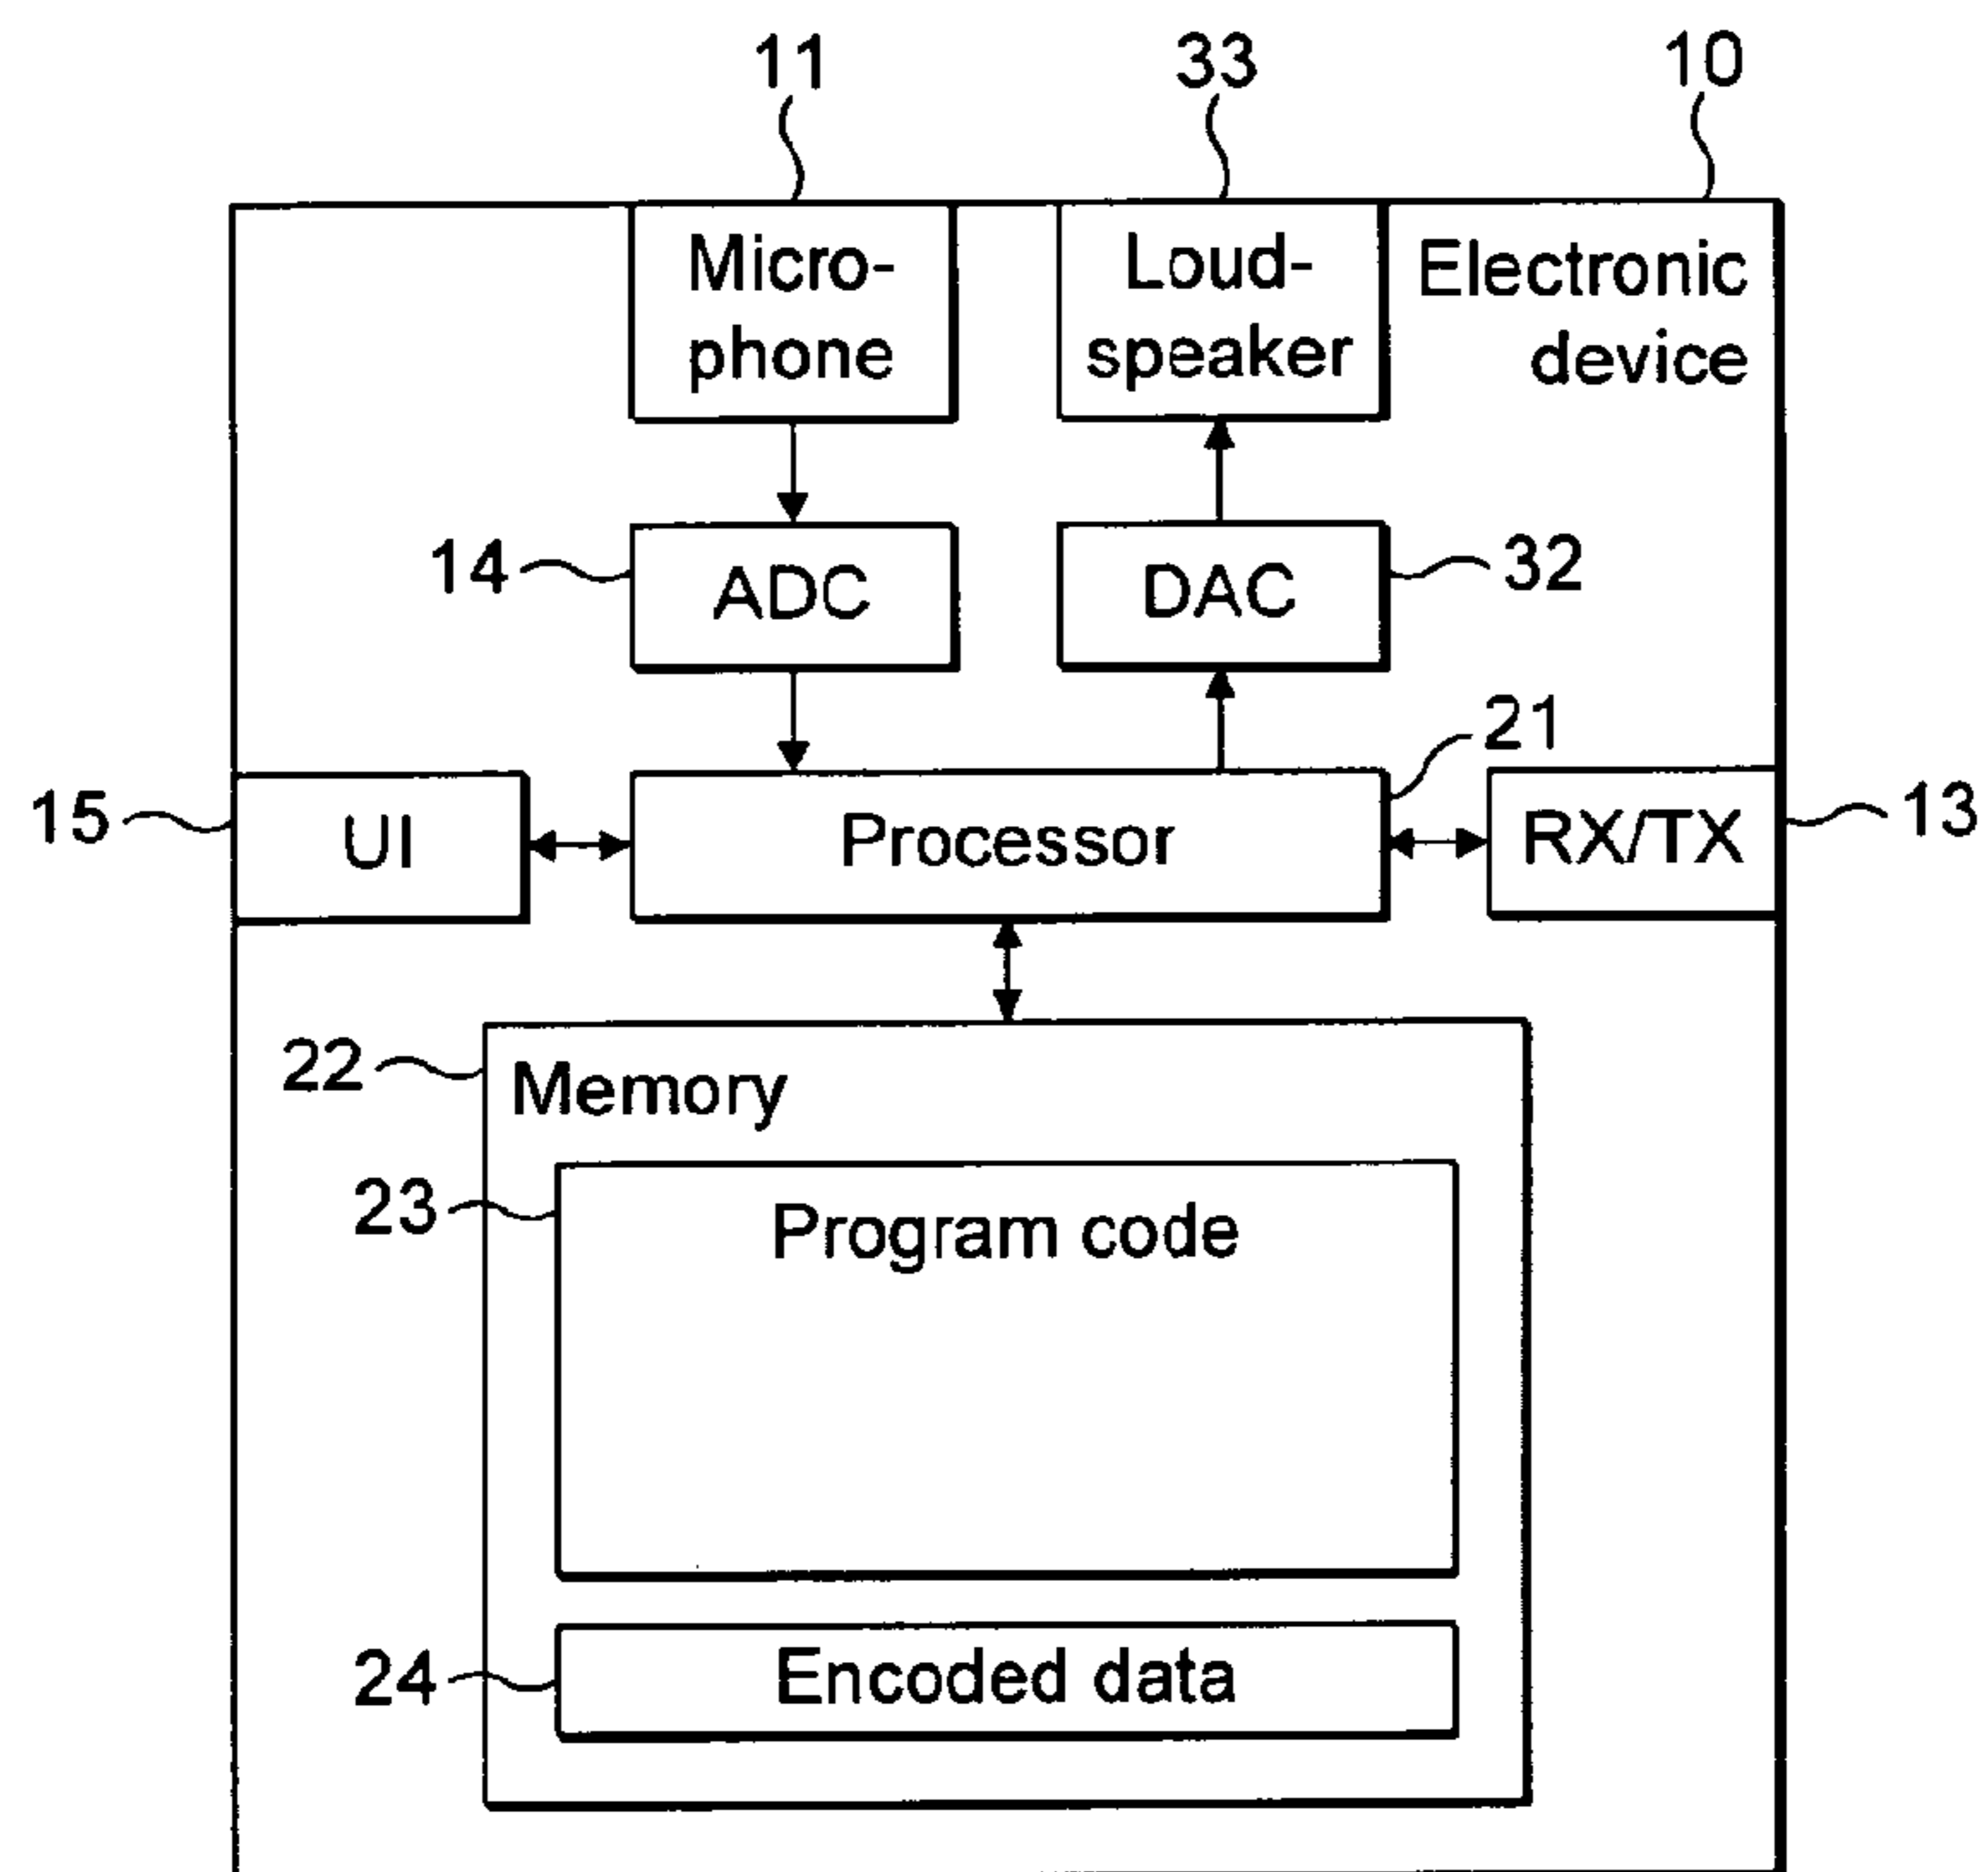 11
33
10
Micro-
phone
Loud-
speaker
Electronic
device
14
ADC
DAC
32
21
15
UI
Processor
RX/TX
13
22
Memory
23
Program code
24
Encoded data